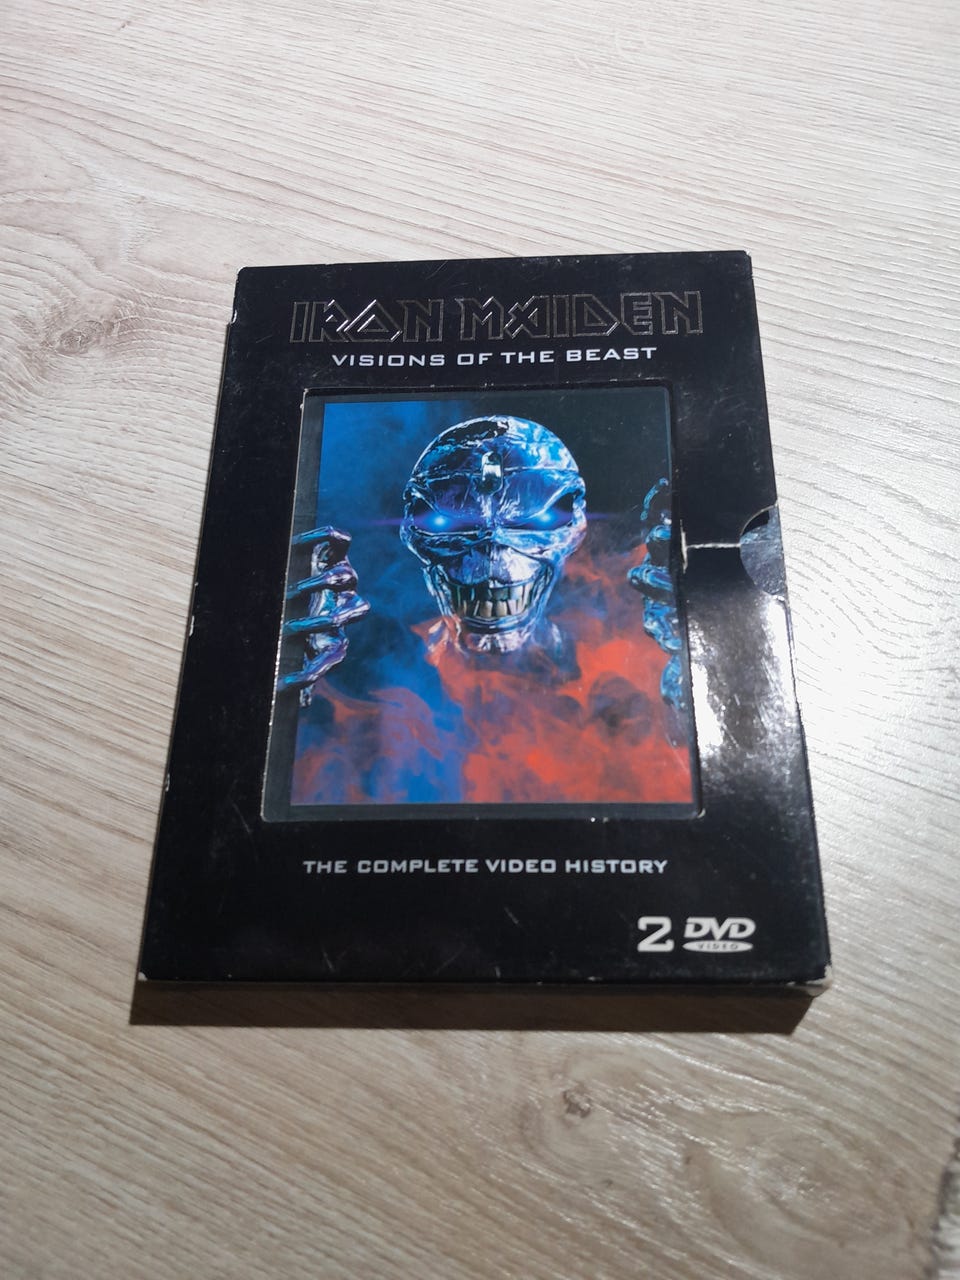 IRON MAIDEN
VISIONS OF THE BEAST
THE COMPLETE VIDEO HISTORY
2 DVD
VIDEO